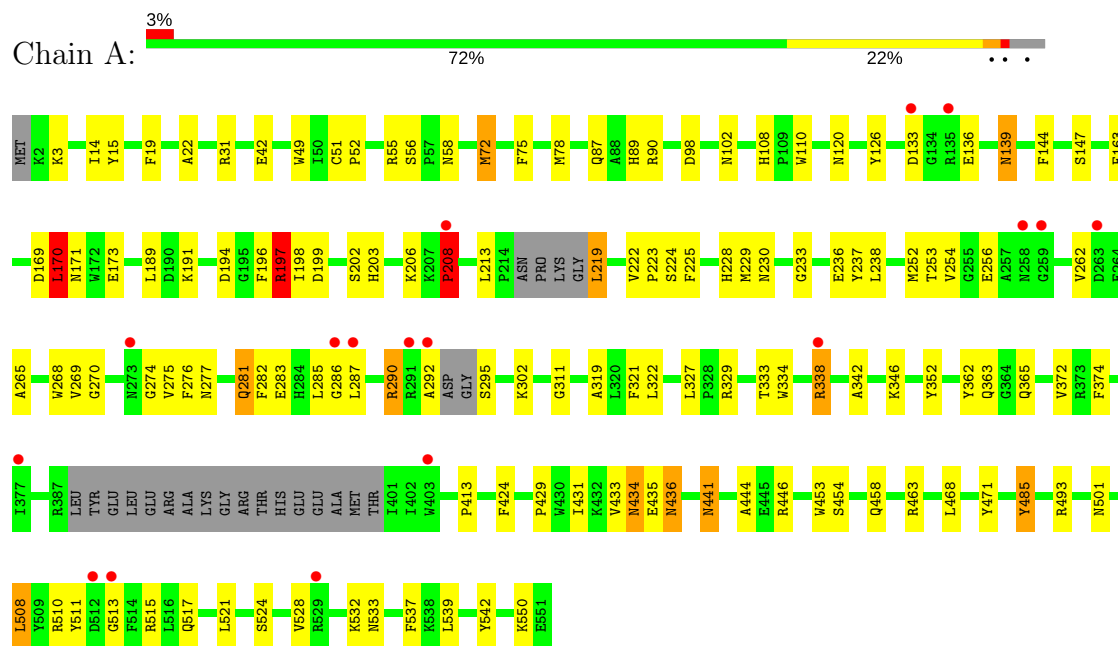 3%
Chain A:
72% 22% • • •
MET K2 K3 I14 Y15 F19 A22 R31 E42 W49 I50 C51 P52 R55 S56 P57 N58 M72 F75 M78 Q87 A88 H89 R90 D98 N102 H108 P109 W110 N120 Y126 D133 G134 R135 E136 N139 F144 S147
D169 L170 N171 W172 E173 L189 D190 K191 D194 G195 F196 R197 I198 D199 S202 H203 K206 K207 P208 L213 P214 ASN PRO LYS GLY L219 V222 P223 S224 F225 H228 M229 N230 G233 E236 Y237 L238 M252 T253 V254 G255 E256 A257 N258 G259 V262 D263
A265 W268 V269 G270 N273 G274 V275 F276 N277 Q281 F282 E283 H284 L285 G286 L287 R290 R291 A292 ASP GLY S295 K302 G311 A319 L320 F321 L322 L327 P328 R329 T333 W334 R338 A342 K346 Y352 Y362 Q363 G364 Q365 V372 R373 F374
I377 R387 LEU TYR GLU LEU GLU ARG ALA LYS GLY ARG THR HIS GLU GLU ALA MET THR I401 I402 W403 P413 F424 P429 W430 I431 K432 V433 N434 E435 N436 N441 A444 E445 R446 W453 S454 Q458 R463 L468 Y471 Y485 R493 N501
L508 Y509 R510 Y511 D512 G513 F514 R515 L516 Q517 L521 S524 V528 R529 K532 N533 F537 K538 L539 Y542 K550 E551